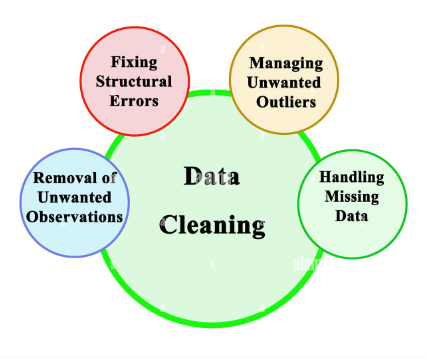 Fixing
Structural
Errors
Managing
Unwanted
Outliers
Removal of
Unwanted
Observations
Data
Cleaning
Handling
Missing
Data